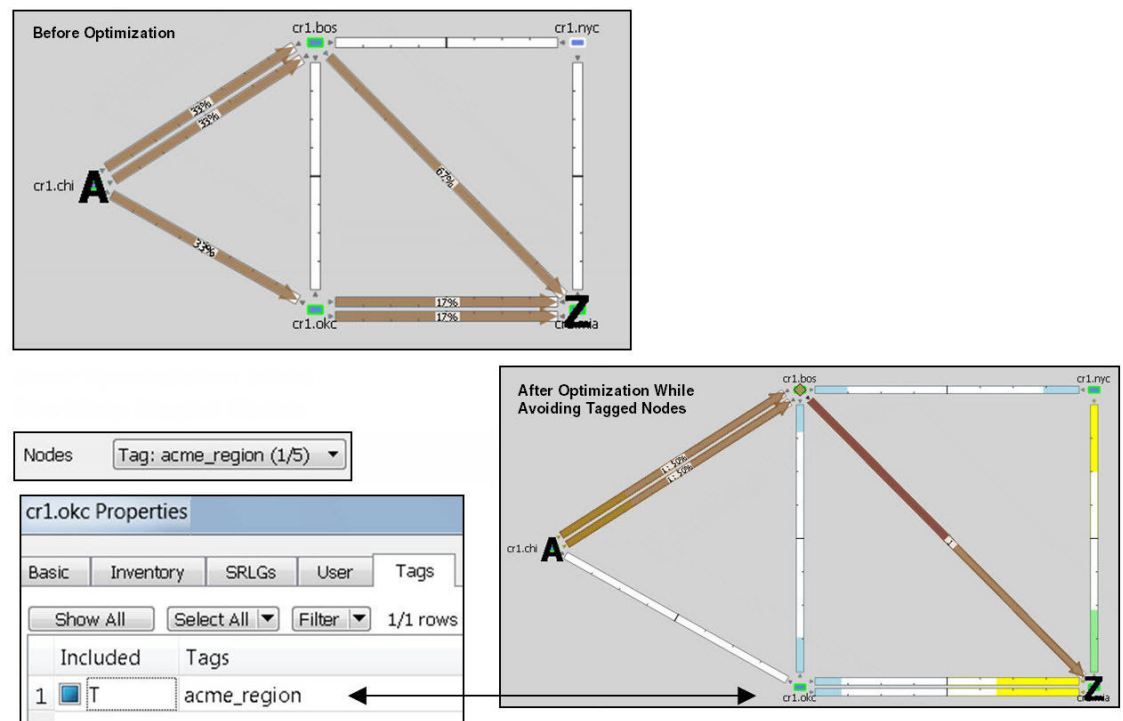 Before Optimization
cr1.bos
cr1.nyc
33%
33%
cr1.chi
A
67%
33%
17%
17%
Z
cr1.okc
After Optimization While
Avoiding Tagged Nodes
cr1.bos
cr1.nyc
cr1.chi
A
Z
cr1.okc
Nodes
Tag: acme_region (1/5)
cr1.okc Properties
Basic
Inventory
SRLGs
User
Tags
Show All
Select All
Filter
1/1 rows
Included
Tags
1
T
acme_region